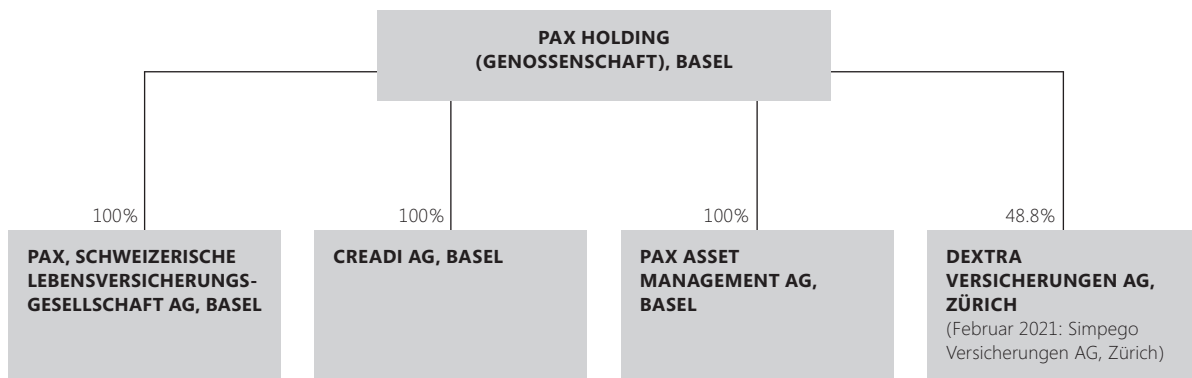 PAX HOLDING
(GENOSSENSCHAFT), BASEL
100%
100%
100%
48.8%
PAX, SCHWEIZERISCHE
LEBENSVERSICHERUNGS-
GESELLSCHAFT AG, BASEL
CREADI AG, BASEL
PAX ASSET
MANAGEMENT AG,
BASEL
DEXTRA
VERSICHERUNGEN AG,
ZÜRICH
(Februar 2021: Simpego
Versicherungen AG, Zürich)